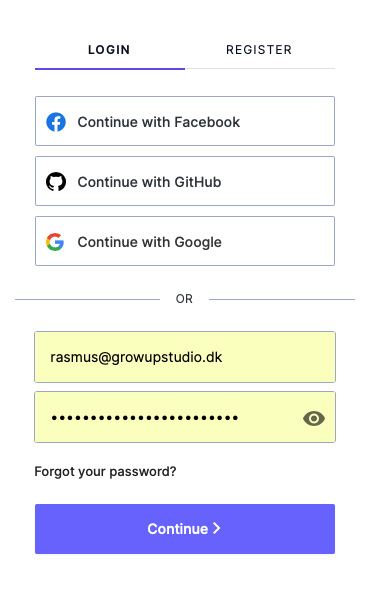 LOGIN
REGISTER
Continue with Facebook
Continue with GitHub
Continue with Google
OR
rasmus@growupstudio.dk
••••••••••••••••••••••••
Forgot your password?
Continue